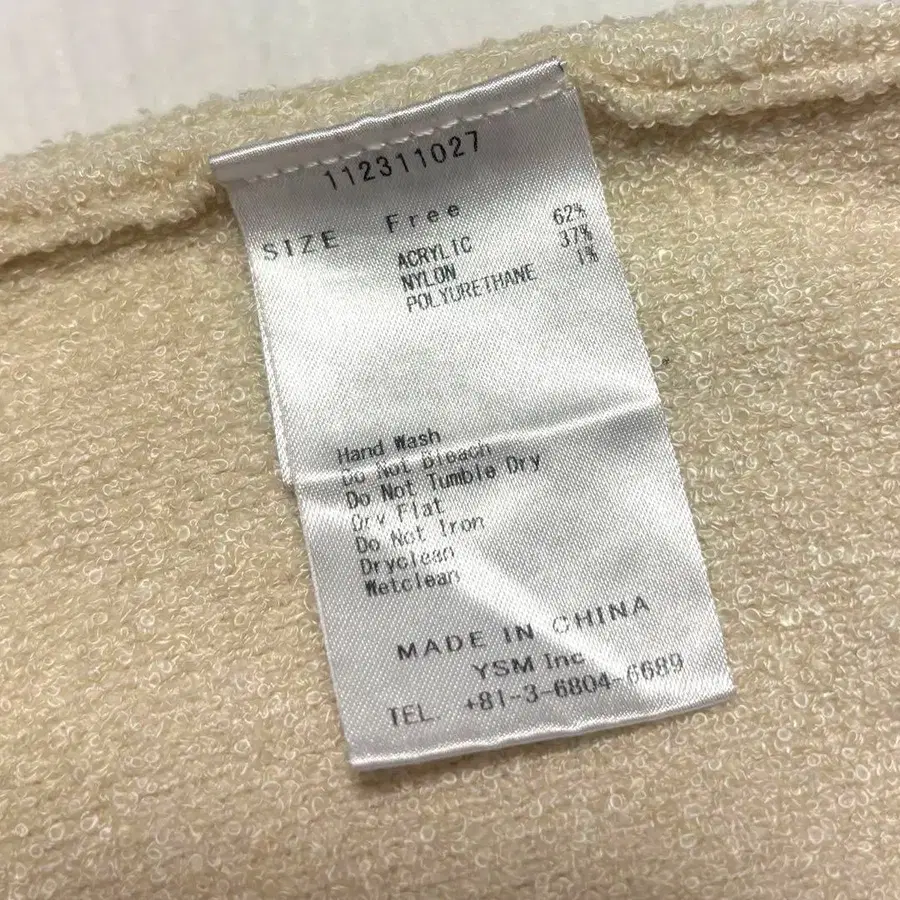 112311027
SIZE Free
ACRYLIC 62%
NYLON 37%
POLYURETHANE 1%
Hand Wash
Do Not Bleach
Do Not Tumble Dry
Dry Flat
Do Not Iron
Dryclean
Wetclean
MADE IN CHINA
YSM Inc
TEL. +81-3-6804-6689